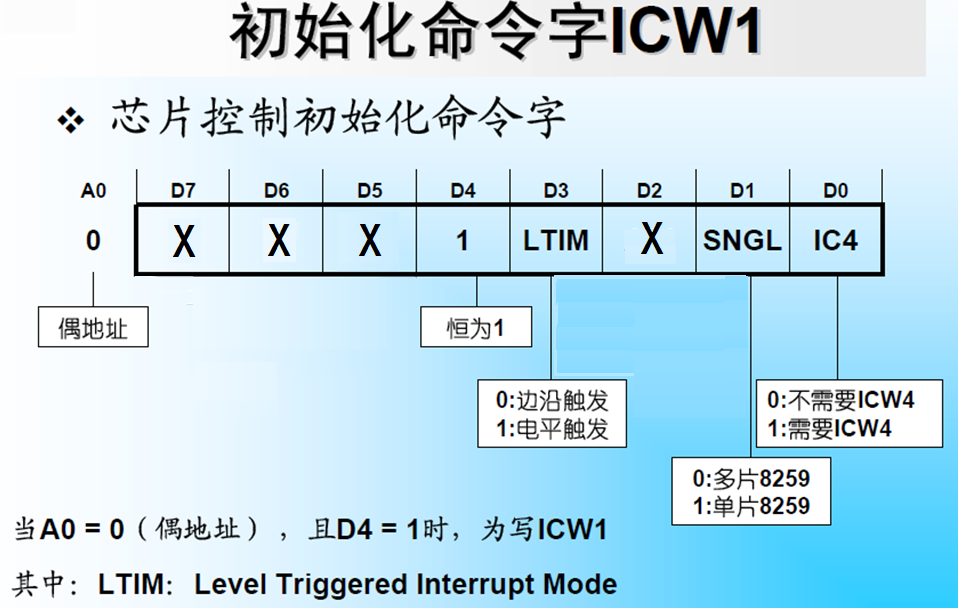 初始化命令字ICW1
❖ 芯片控制初始化命令字
A0 D7 D6 D5 D4 D3 D2 D1 D0
0 X X X 1 LTIM X SNGL IC4
偶地址
恒为1
0:边沿触发
1:电平触发
0:不需要ICW4
1:需要ICW4
0:多片8259
1:单片8259
当A0 = 0（偶地址），且D4 = 1时，为写ICW1
其中：LTIM：Level Triggered Interrupt Mode